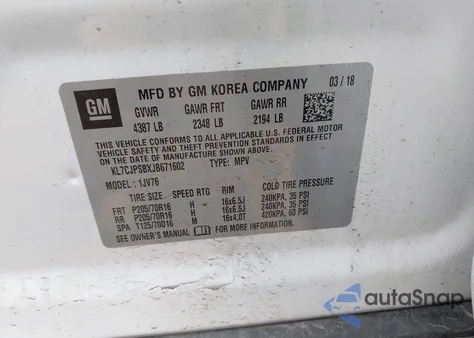 GM
MFD BY GM KOREA COMPANY 03 / 18
GVWR GAWR FRT GAWR RR
4387 LB 2348 LB 2194 LB
THIS VEHICLE CONFORMS TO ALL APPLICABLE U.S. FEDERAL MOTOR
VEHICLE SAFETY, BUMPER, AND THEFT PREVENTION STANDARDS IN
EFFECT ON THE DATE OF MANUFACTURE SHOWN ABOVE.
KL7CJPSBXJB671602 TYPE: MPV
MODEL: 1JV76
TIRE SIZE SPEED RTG RIM COLD TIRE PRESSURE
FRT P205/70R16 H 16x6.5J 240KPA, 35 PSI
RR P205/70R16 H 16x6.5J 240KPA, 35 PSI
SPA T125/70D16 M 16x4.0T 420KPA, 60 PSI
SEE OWNER'S MANUAL FOR MORE INFORMATION.
autoSnap